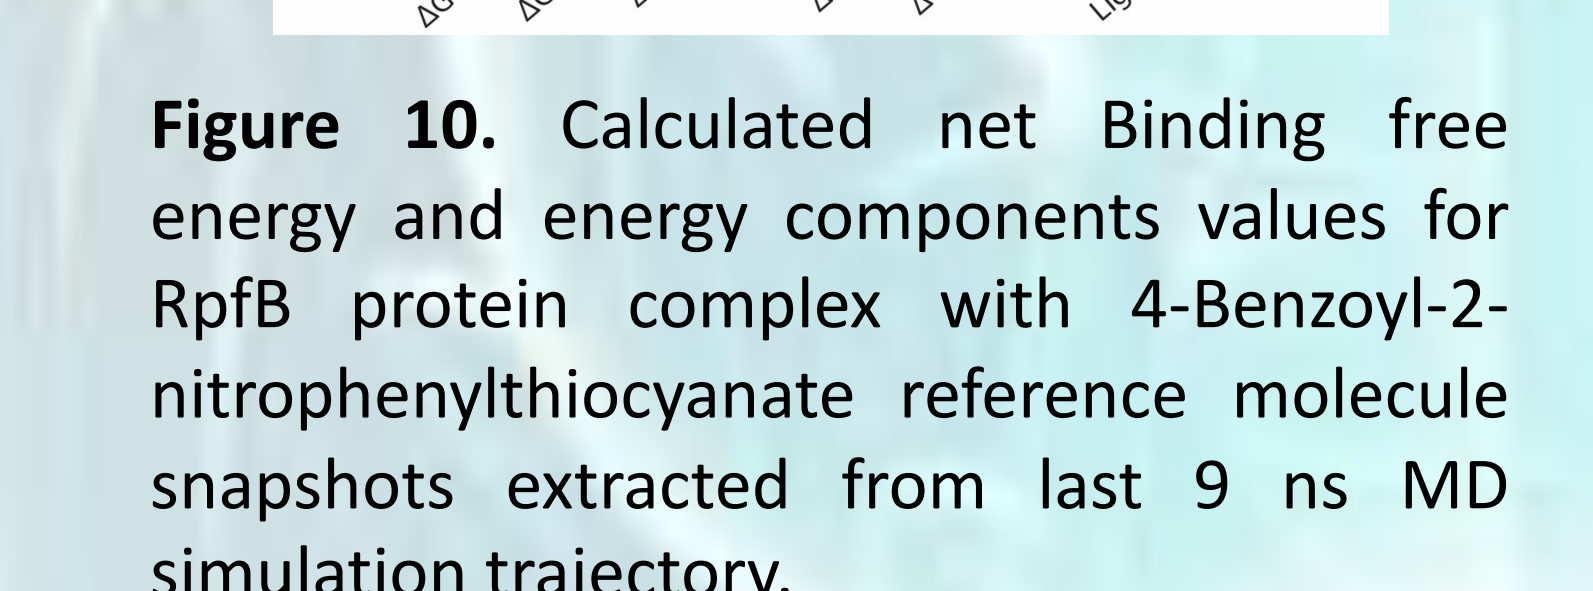 Figure 10. Calculated net Binding free
energy and energy components values for
RpfB protein complex with 4-Benzoyl-2-
nitrophenylthiocyanate reference molecule
snapshots extracted from last 9 ns MD
simulation trajectory.